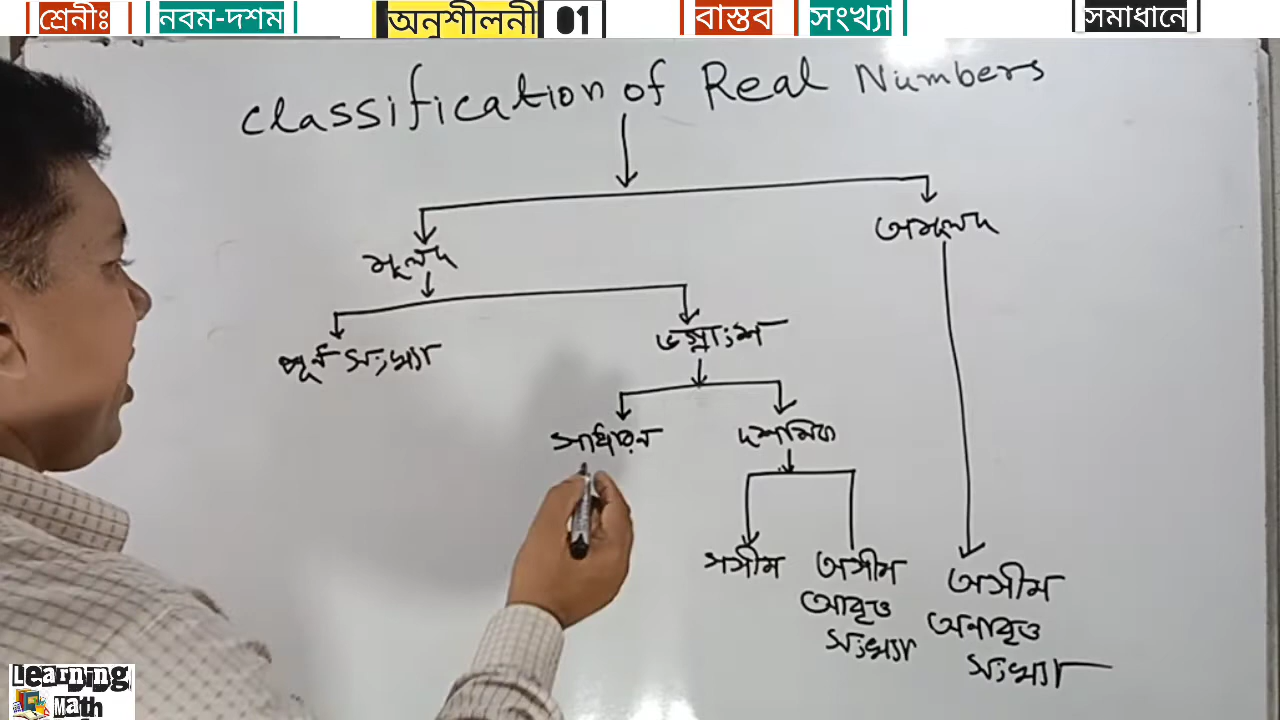 শ্রেনীঃ নবম-দশম অনুশীলনী 01 বাস্তব সংখ্যা সমাধানে
Classification of Real Numbers
মূলদ অমূলদ
পূর্ন সংখ্যা ভগ্নাংশ
সাধারন দশমিক
সসীম অসীম আবৃত্ত সংখ্যা অসীম অনাবৃত্ত সংখ্যা
Learning
Math